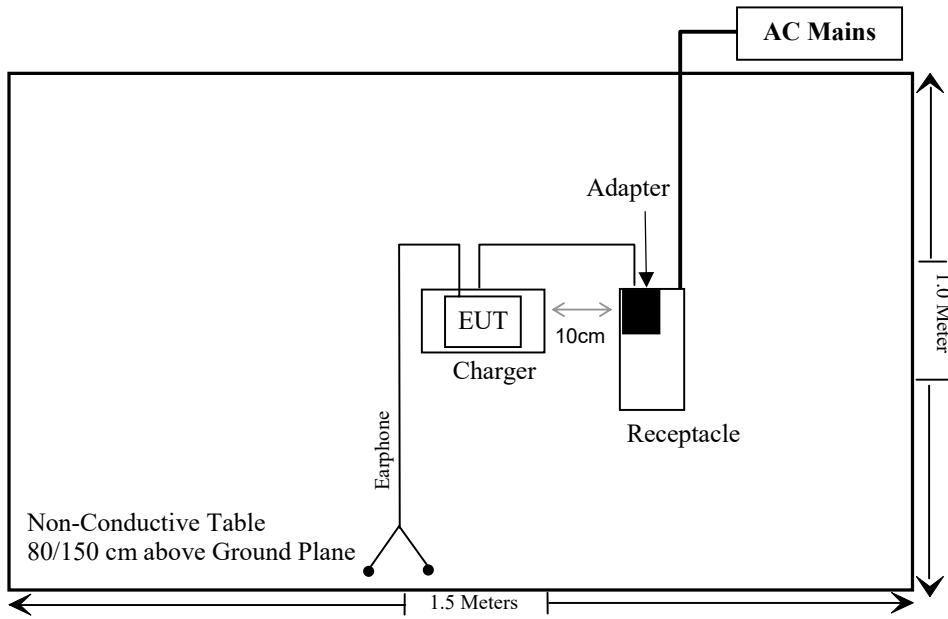 AC Mains
Adapter
EUT
10cm
Charger
Receptacle
Earphone
1.0 Meter
Non-Conductive Table
80/150 cm above Ground Plane
1.5 Meters